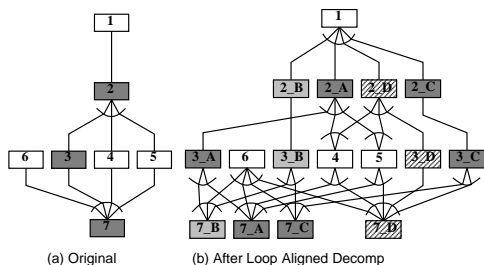 1
2
6 3 4 5
7
(a) Original
1
2_B 2_A 2_D 2_C
3_A 6 3_B 4 5 3_D 3_C
7_B 7_A 7_C 7_D
(b) After Loop Aligned Decomp